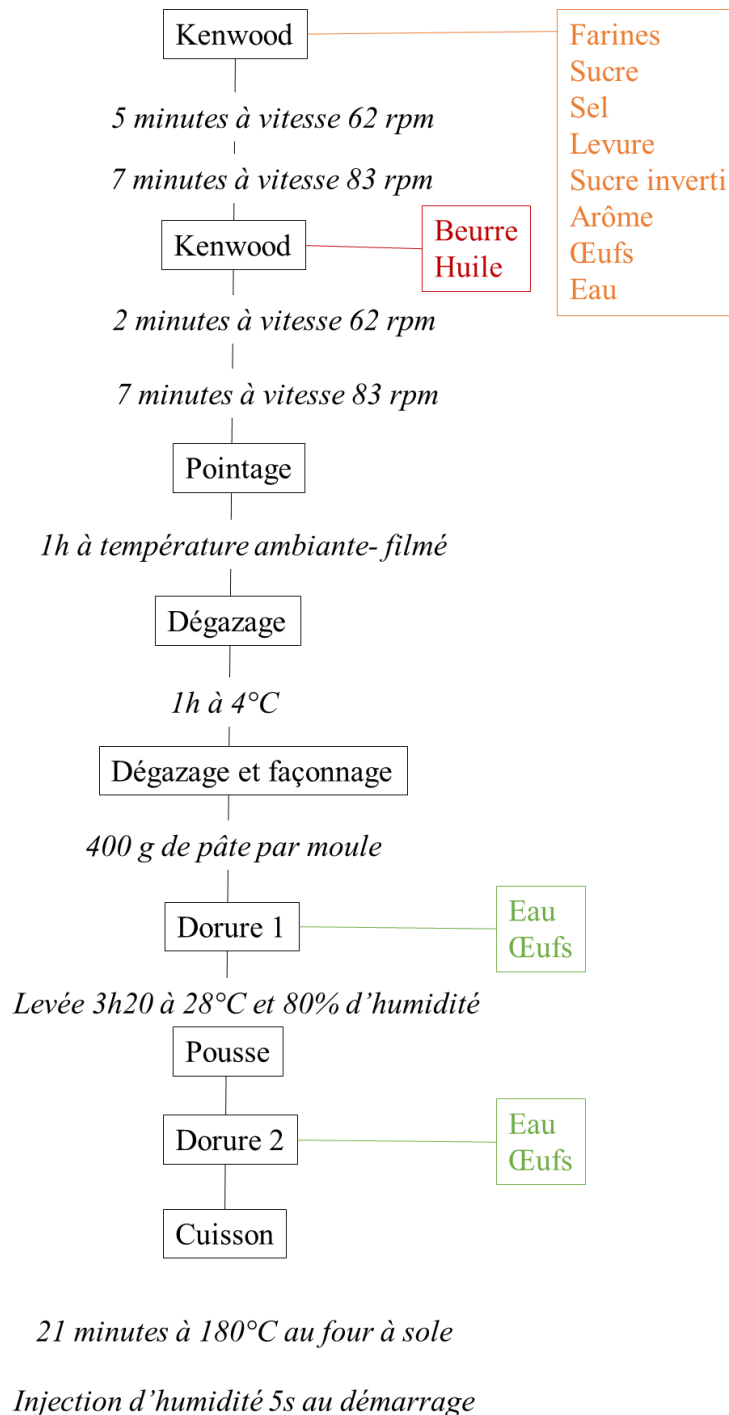 Kenwood
Farines
Sucre
Sel
Levure
Sucre inverti
Arôme
Œufs
Eau
5 minutes à vitesse 62 rpm
7 minutes à vitesse 83 rpm
Kenwood
Beurre
Huile
2 minutes à vitesse 62 rpm
7 minutes à vitesse 83 rpm
Pointage
1h à température ambiante- filmé
Dégazage
1h à 4°C
Dégazage et façonnage
400 g de pâte par moule
Dorure 1
Eau
Œufs
Levée 3h20 à 28°C et 80% d’humidité
Pousse
Dorure 2
Eau
Œufs
Cuisson
21 minutes à 180°C au four à sole
Injection d’humidité 5s au démarrage